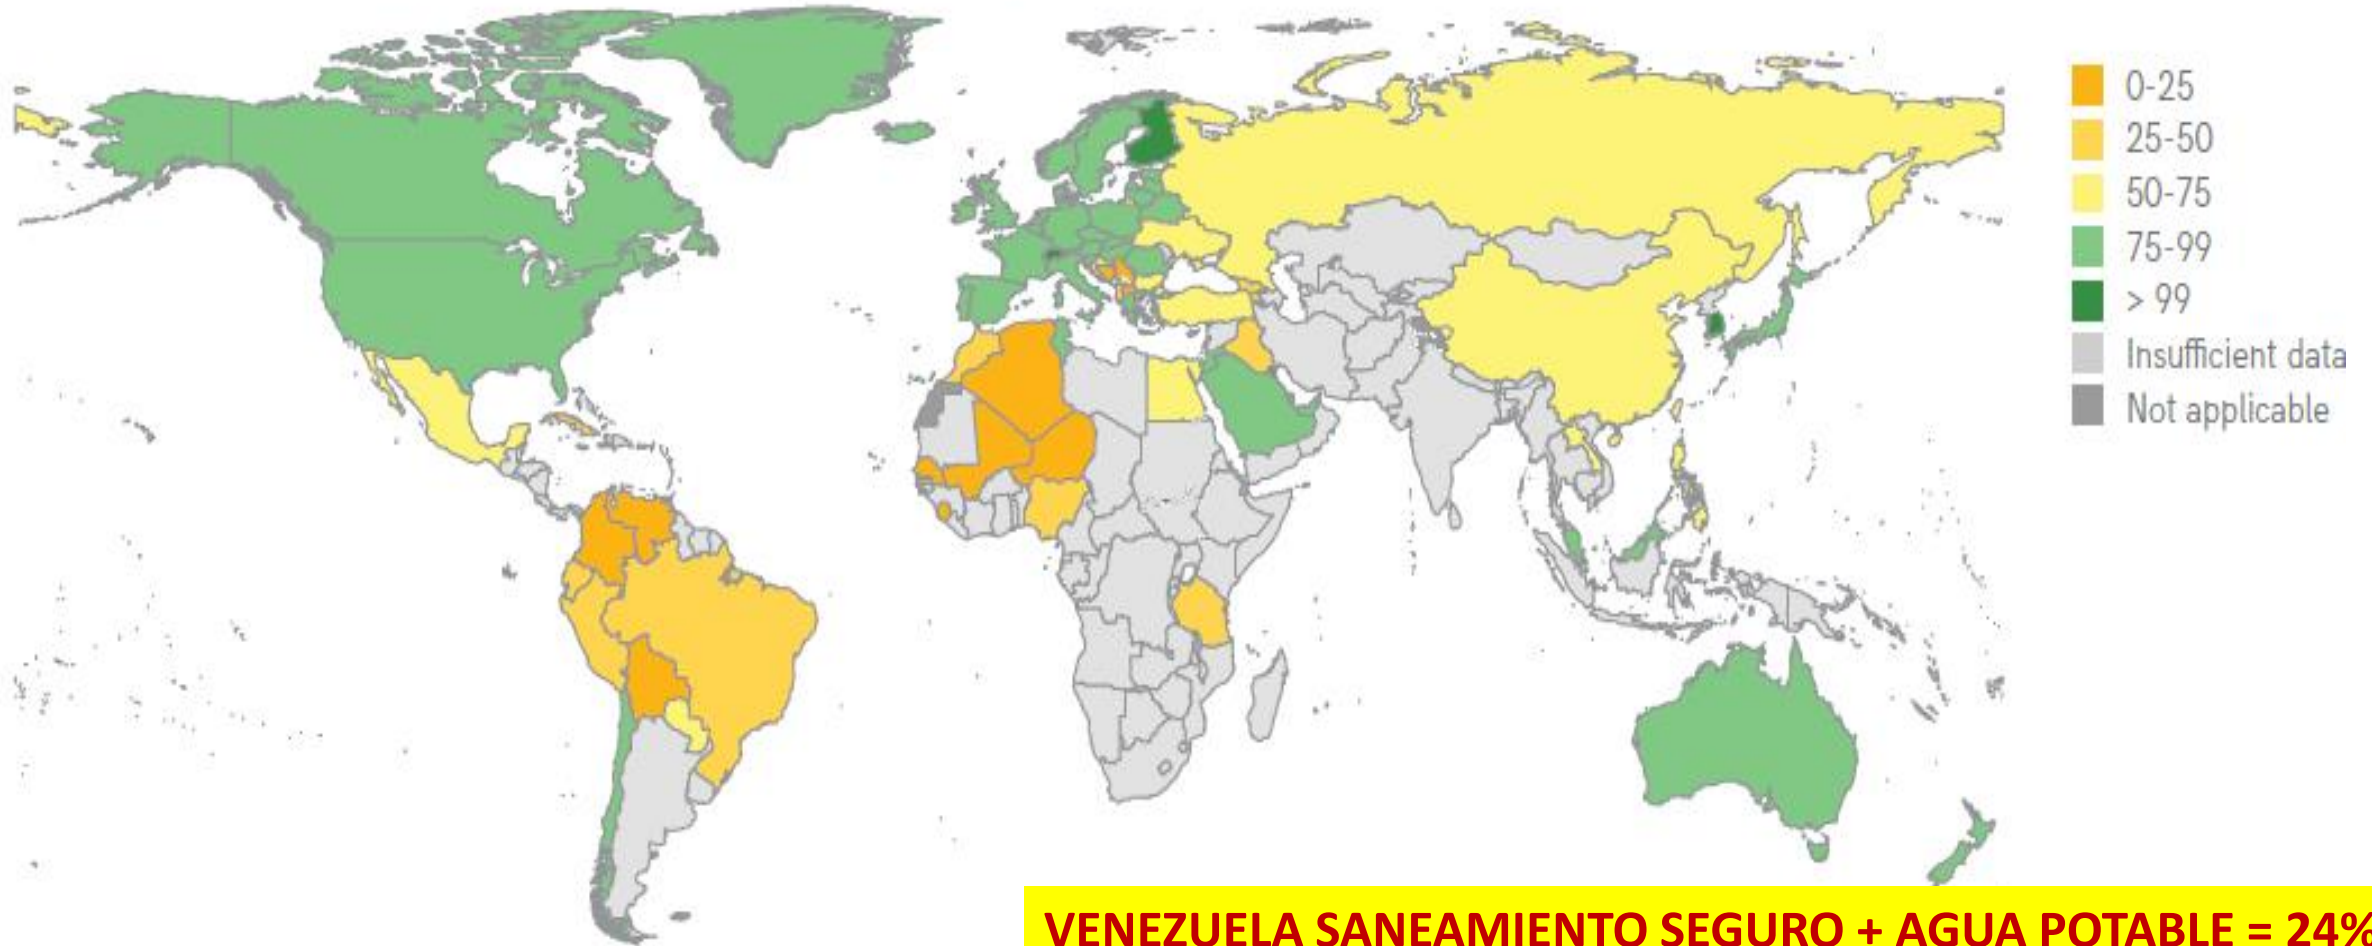 0-25
25-50
50-75
75-99
> 99
Insufficient data
Not applicable
VENEZUELA SANEAMIENTO SEGURO + AGUA POTABLE = 24%